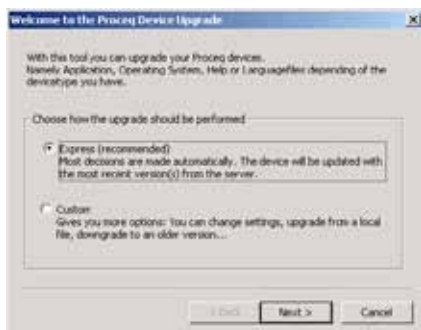 Welcome to the Proceq Device Upgrade
With this tool you can upgrade your Proceq devices.
Namely Application, Operating System, Help or Languagefiles depending of the
devicetype you have.
Choose how the upgrade should be performed
Express (recommended)
Most decisions are made automatically. The device will be updated with
the most recent version(s) from the server.
Custom
Gives you more options: You can change settings, upgrade from a local
file, downgrade to an older version...
< Back
Next >
Cancel